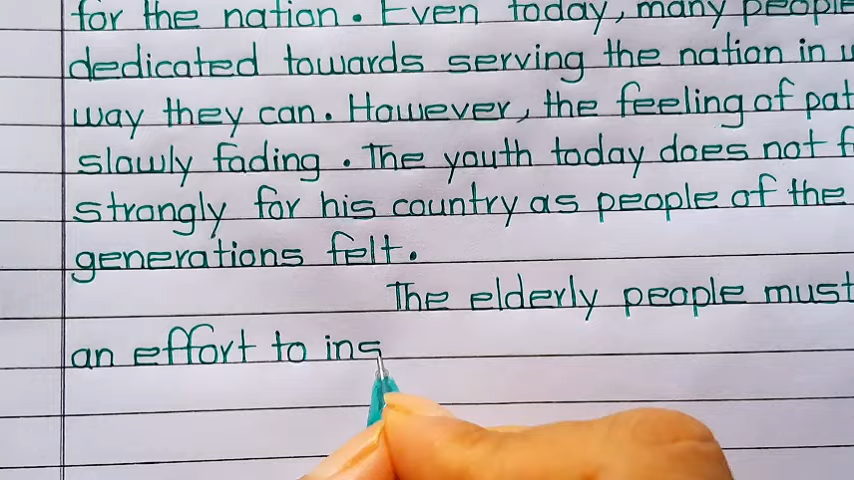 for the nation. Even today, many people
dedicated towards serving the nation in
way they can. However, the feeling of pat
slowly fading. The youth today does not f
strongly for his country as people of the
generations felt.
The elderly people must
an effort to ins